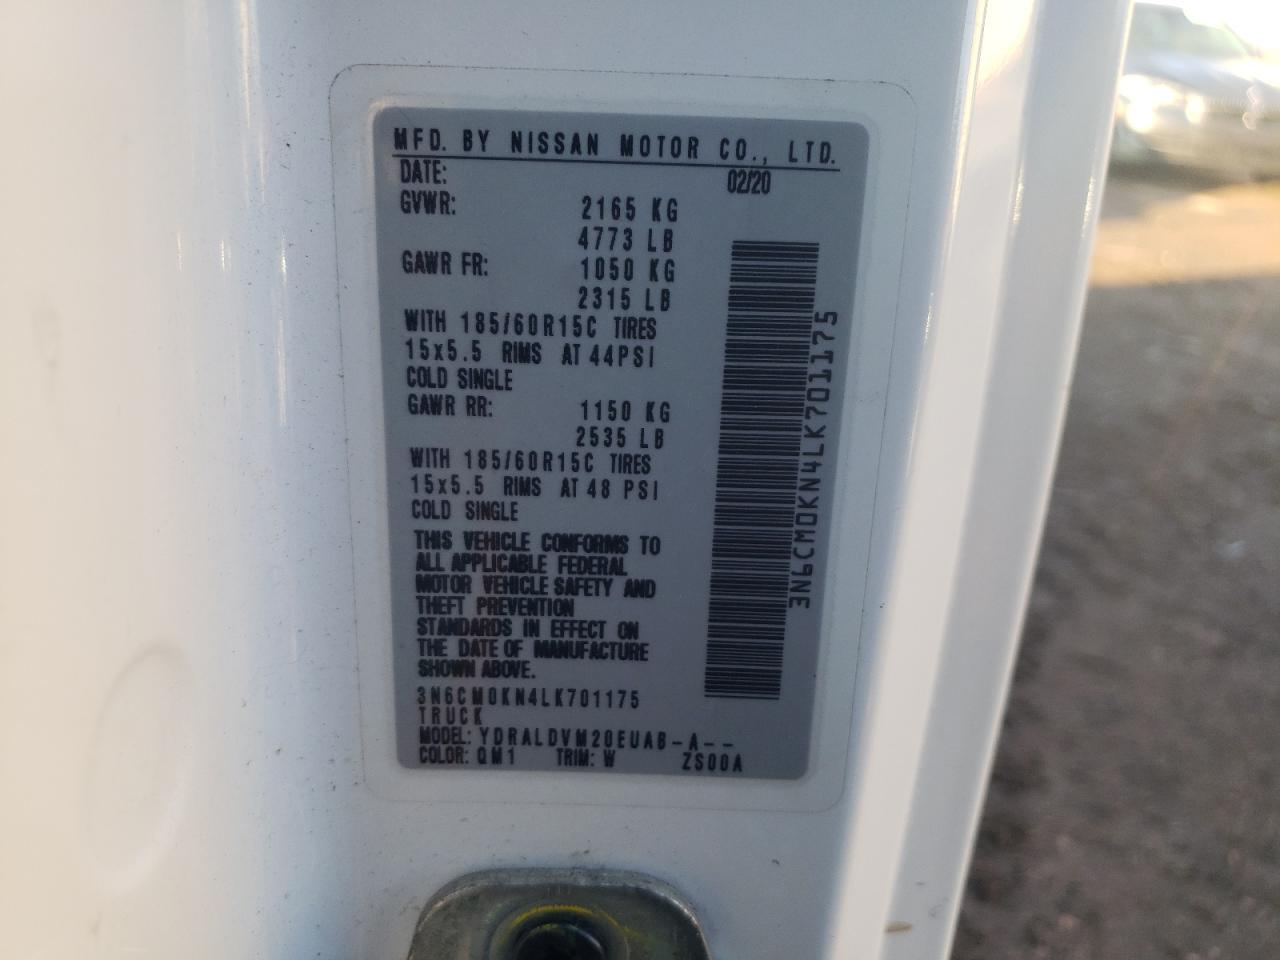 MFD. BY NISSAN MOTOR CO., LTD.
DATE: 02/20
GVWR: 2165 KG
4773 LB
GAWR FR: 1050 KG
2315 LB
WITH 185/60R15C TIRES
15x5.5 RIMS AT 44PSI
COLD SINGLE
GAWR RR: 1150 KG
2535 LB
WITH 185/60R15C TIRES
15x5.5 RIMS AT 48 PSI
COLD SINGLE
THIS VEHICLE CONFORMS TO
ALL APPLICABLE FEDERAL
MOTOR VEHICLE SAFETY AND
THEFT PREVENTION
STANDARDS IN EFFECT ON
THE DATE OF MANUFACTURE
SHOWN ABOVE.
3N6CM0KN4LK701175
TRUCK
MODEL: YDRALDVM20EUAB-A--
COLOR: QM1 TRIM: W ZS00A
3N6CM0KN4LK701175